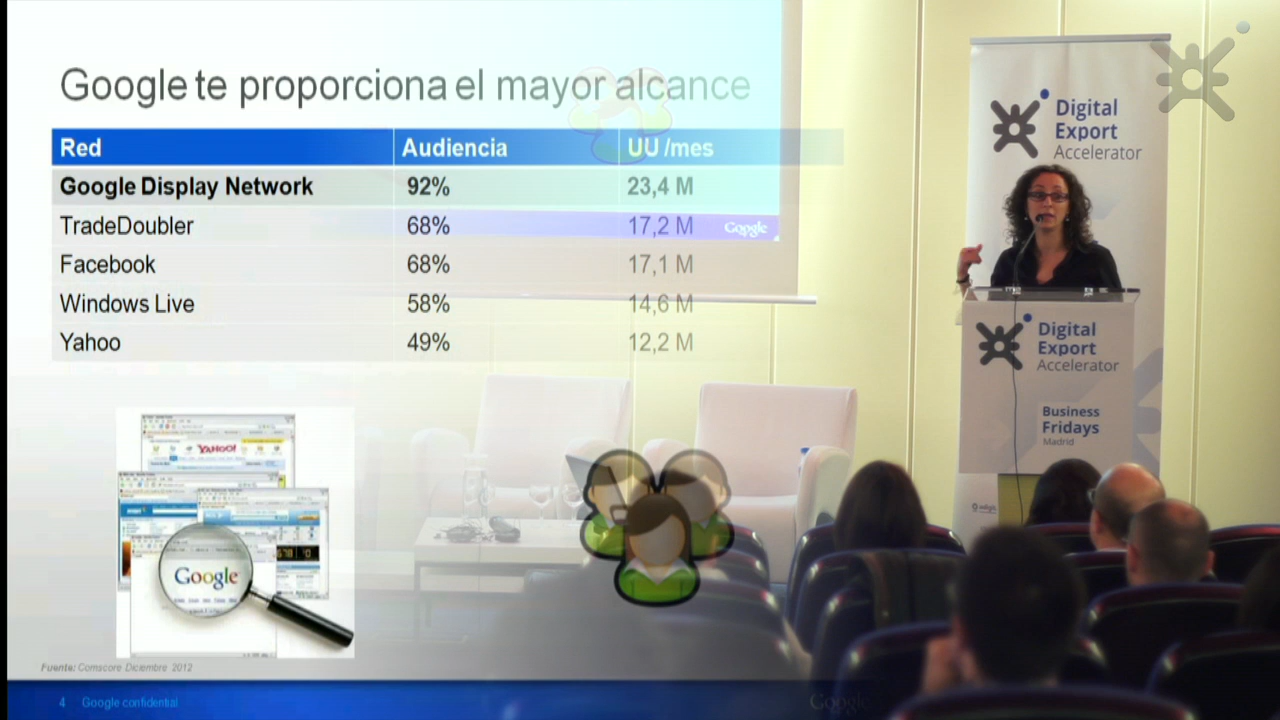 Google te proporciona el mayor alcance
Red Audiencia UU /mes
Google Display Network 92% 23,4 M
TradeDoubler 68% 17,2 M
Google
Facebook 68% 17,1 M
Windows Live 58% 14,6 M
Yahoo 49% 12,2 M
YAHOO!
Google
Fuente: Comscore Diciembre 2012
4 Google confidential
Google
Digital
Export
Accelerator
Digital
Export
Accelerator
Business
Fridays
Madrid